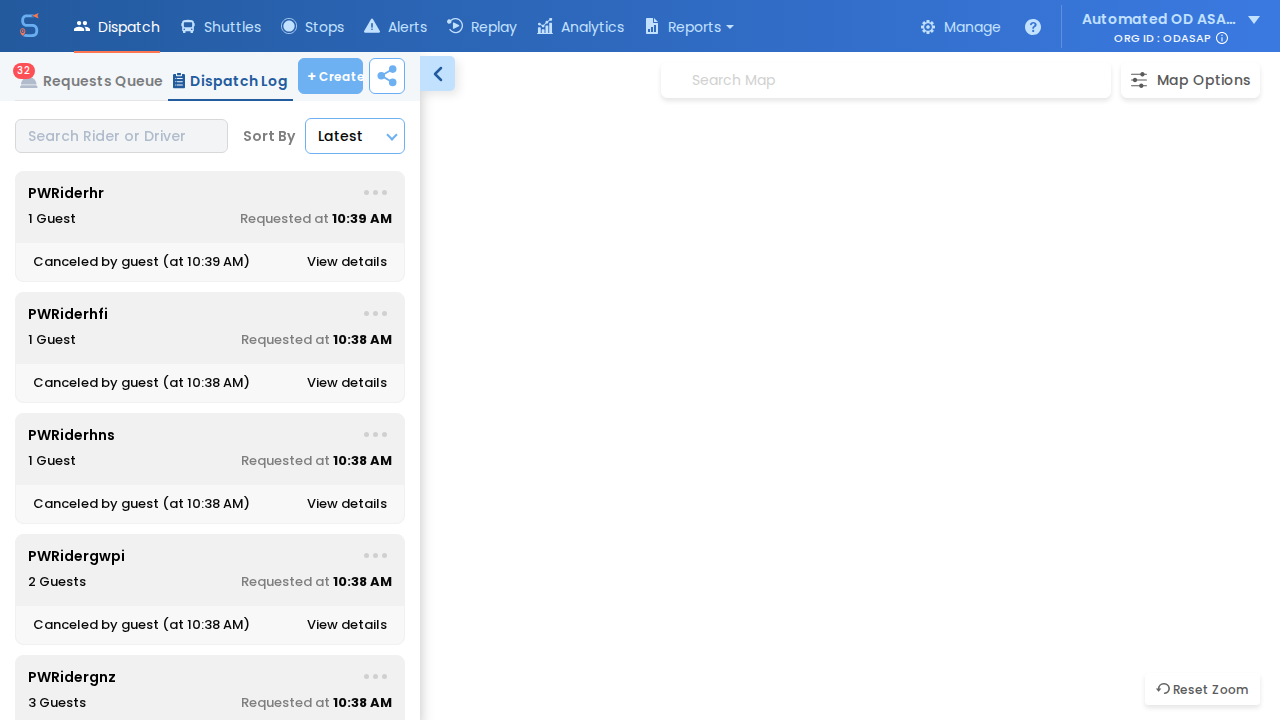 Dispatch
Shuttles
Stops
Alerts
Replay
Analytics
Reports
Manage
Automated OD ASA...
ORG ID : ODASAP
32
Requests Queue
Dispatch Log
+ Create
Search Map
Map Options
Search Rider or Driver
Sort By
Latest
PWRiderhr
1 Guest
Requested at 10:39 AM
Canceled by guest (at 10:39 AM)
View details
PWRiderhfi
1 Guest
Requested at 10:38 AM
Canceled by guest (at 10:38 AM)
View details
PWRiderhns
1 Guest
Requested at 10:38 AM
Canceled by guest (at 10:38 AM)
View details
PWRidergwpi
2 Guests
Requested at 10:38 AM
Canceled by guest (at 10:38 AM)
View details
PWRidergnz
3 Guests
Requested at 10:38 AM
Reset Zoom